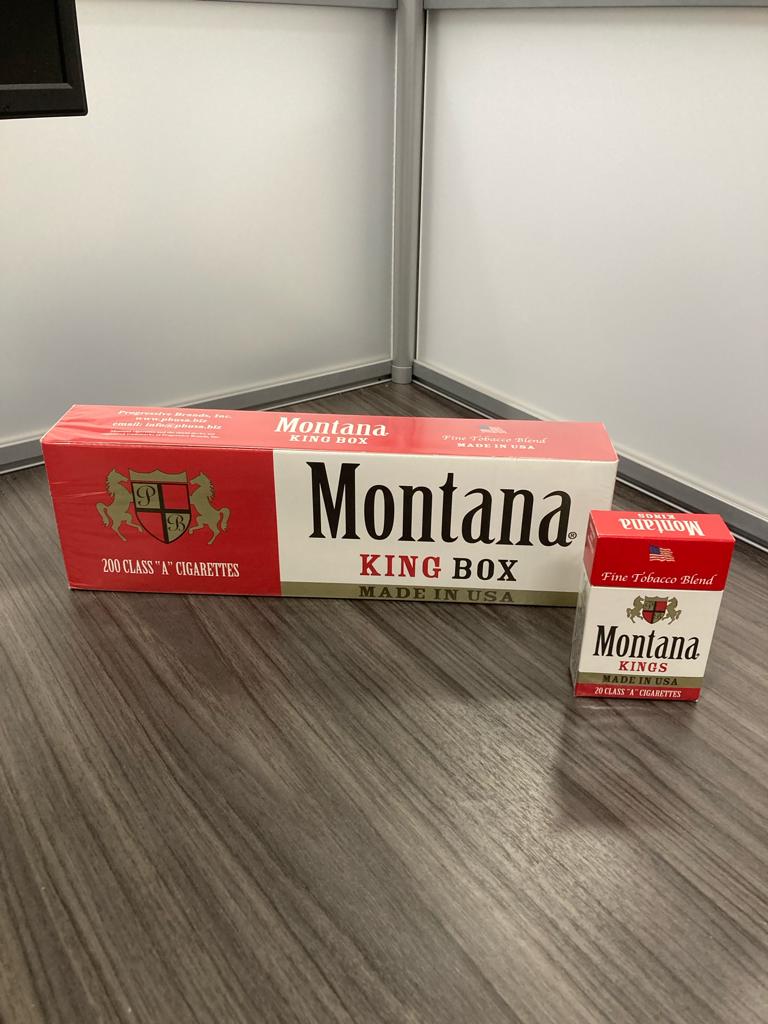 Progressive Brands, Inc.
www.pbusa.biz
email: info@pbusa.biz
Montana
KING BOX
Fine Tobacco Blend
MADE IN USA
P
B
200 CLASS "A" CIGARETTES
Montana®
KING BOX
MADE IN USA
Montana
KINGS
Fine Tobacco Blend
P
B
Montana
KINGS
MADE IN USA
20 CLASS "A" CIGARETTES